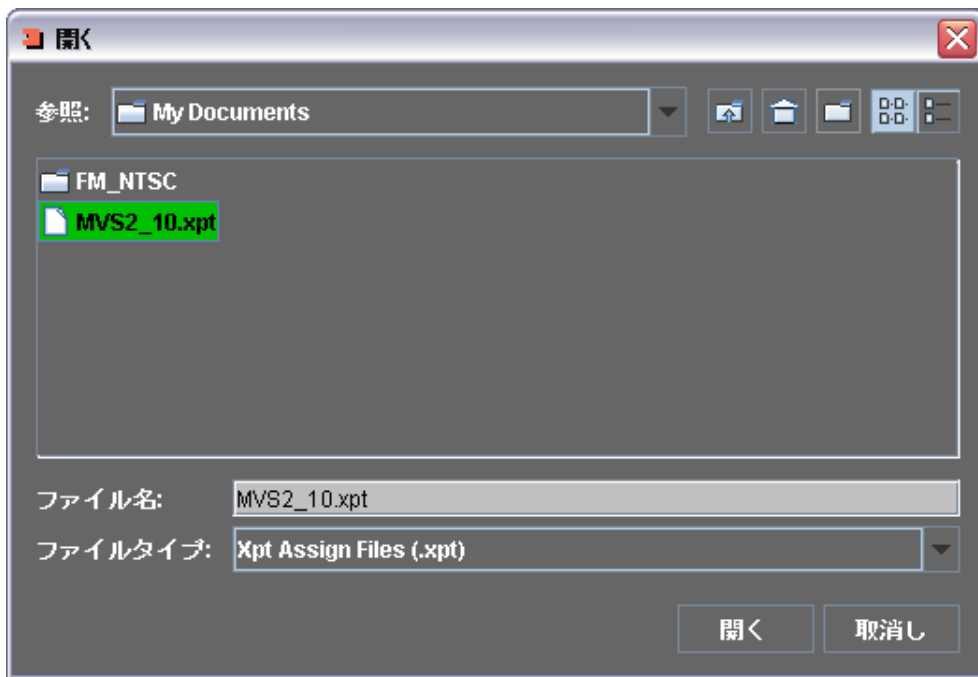 開く
参照: My Documents
FM_NTSC
MVS2_10.xpt
ファイル名: MVS2_10.xpt
ファイルタイプ: Xpt Assign Files (.xpt)
開く 取消し